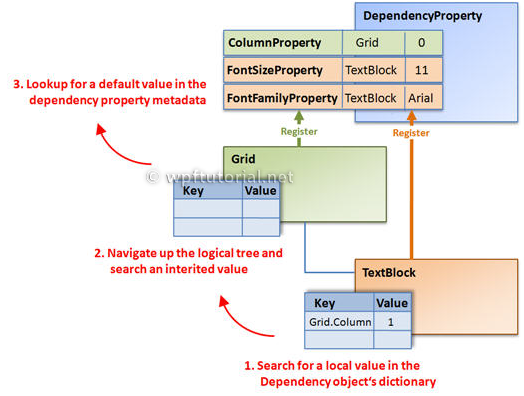 DependencyProperty
ColumnProperty Grid 0
FontSizeProperty TextBlock 11
FontFamilyProperty TextBlock Arial
3. Lookup for a default value in the
dependency property metadata
Register
Register
Grid
© wpftutorial.net
Key Value
2. Navigate up the logical tree and
search an interited value
TextBlock
Key Value
Grid.Column 1
1. Search for a local value in the
Dependency object's dictionary